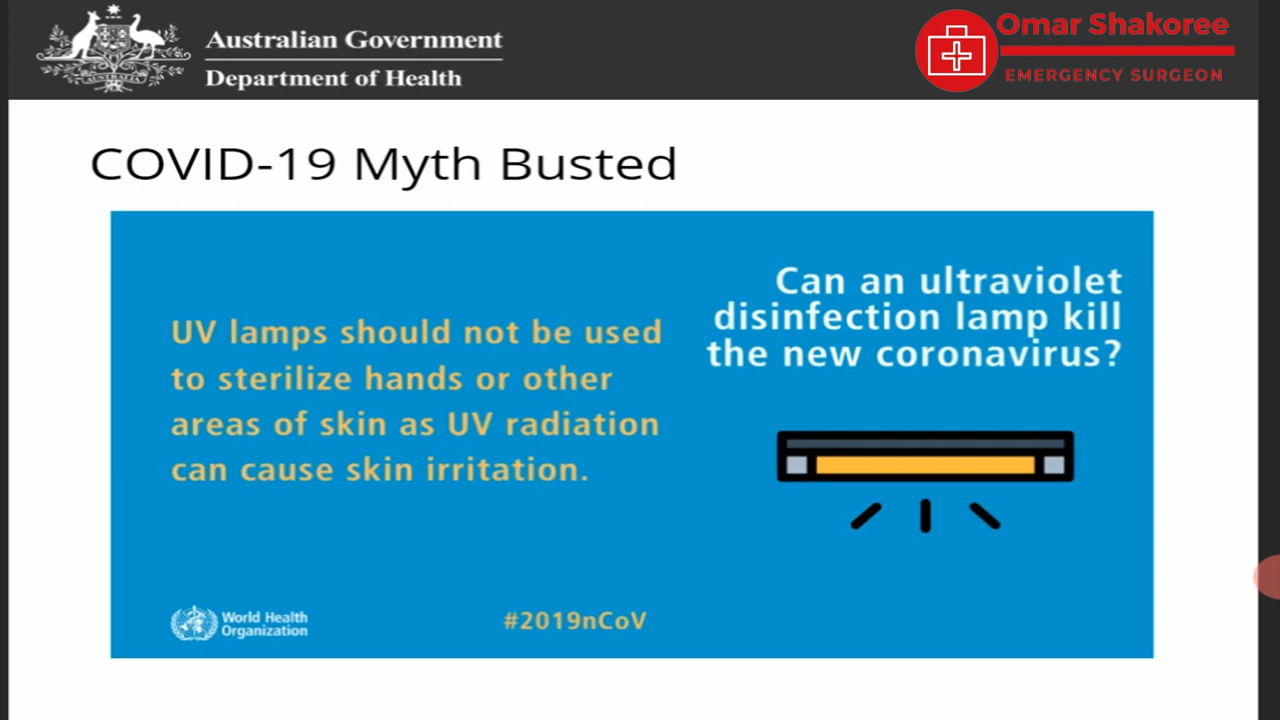 Australian Government
Department of Health
Omar Shakoree
EMERGENCY SURGEON
COVID-19 Myth Busted
Can an ultraviolet
disinfection lamp kill
the new coronavirus?
UV lamps should not be used
to sterilize hands or other
areas of skin as UV radiation
can cause skin irritation.
World Health
Organization
#2019nCoV